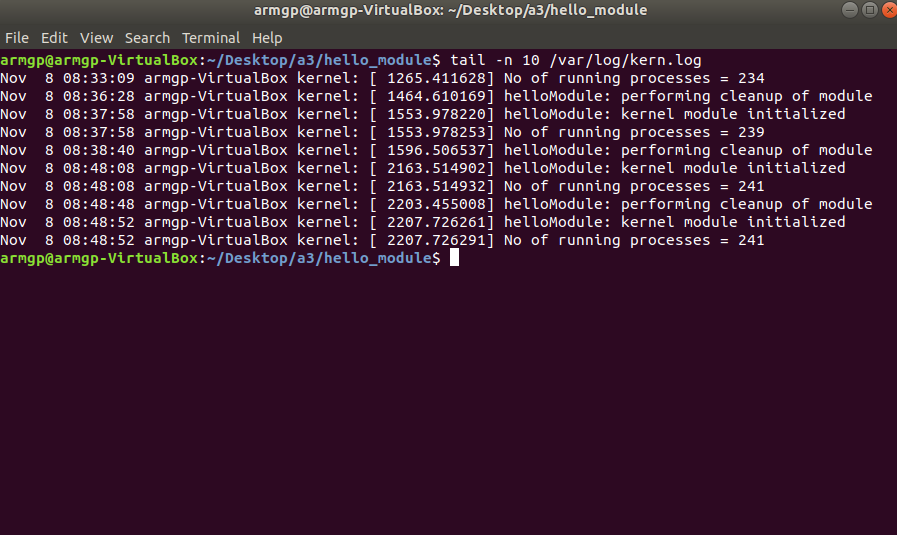 armgp@armgp-VirtualBox: ~/Desktop/a3/hello_module
File Edit View Search Terminal Help
armgp@armgp-VirtualBox:~/Desktop/a3/hello_module$ tail -n 10 /var/log/kern.log
Nov  8 08:33:09 armgp-VirtualBox kernel: [ 1265.411628] No of running processes = 234
Nov  8 08:36:28 armgp-VirtualBox kernel: [ 1464.610169] helloModule: performing cleanup of module
Nov  8 08:37:58 armgp-VirtualBox kernel: [ 1553.978220] helloModule: kernel module initialized
Nov  8 08:37:58 armgp-VirtualBox kernel: [ 1553.978253] No of running processes = 239
Nov  8 08:38:40 armgp-VirtualBox kernel: [ 1596.506537] helloModule: performing cleanup of module
Nov  8 08:48:08 armgp-VirtualBox kernel: [ 2163.514902] helloModule: kernel module initialized
Nov  8 08:48:08 armgp-VirtualBox kernel: [ 2163.514932] No of running processes = 241
Nov  8 08:48:48 armgp-VirtualBox kernel: [ 2203.455008] helloModule: performing cleanup of module
Nov  8 08:48:52 armgp-VirtualBox kernel: [ 2207.726261] helloModule: kernel module initialized
Nov  8 08:48:52 armgp-VirtualBox kernel: [ 2207.726291] No of running processes = 241
armgp@armgp-VirtualBox:~/Desktop/a3/hello_module$